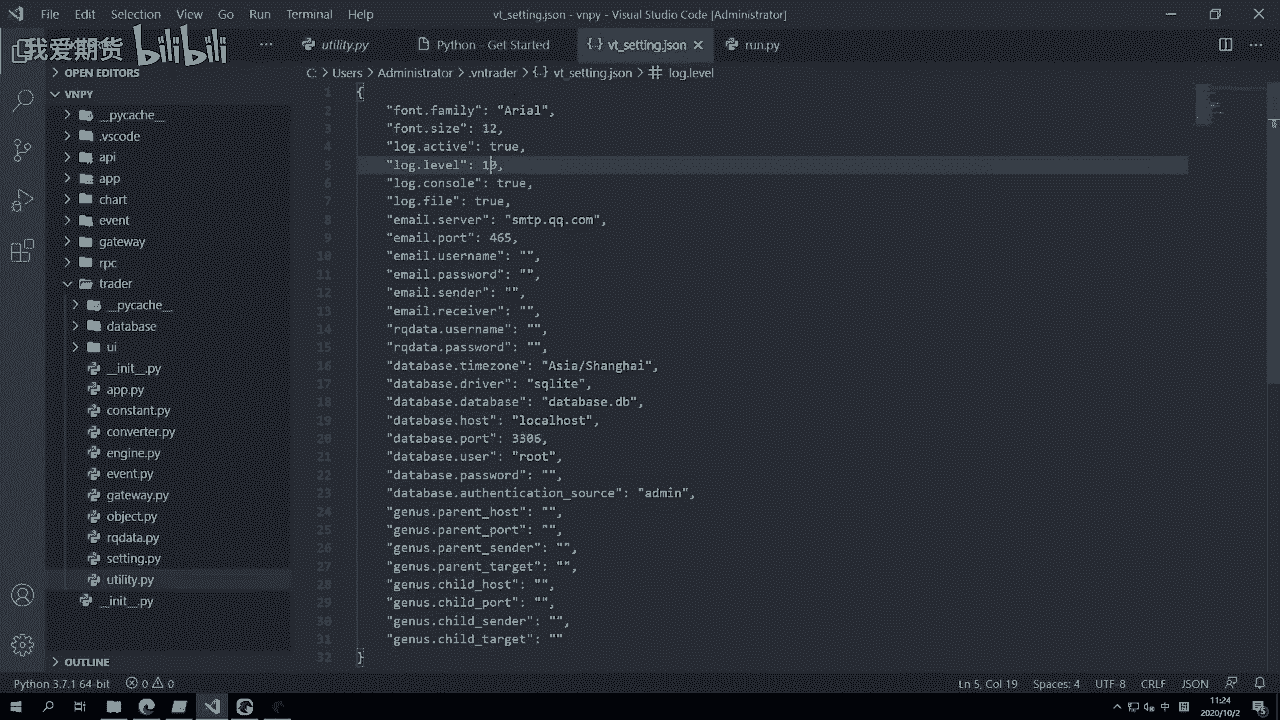 File Edit Selection View Go Run Terminal Help
vt_setting.json - vnpy - Visual Studio Code [Administrator]
我爱期货 bilibili
utility.py
Python - Get Started
{} vt_setting.json
run.py
OPEN EDITORS
VNPY
__pycache__
.vscode
api
app
chart
event
gateway
rpc
trader
__pycache__
database
ui
__init__.py
app.py
constant.py
converter.py
engine.py
event.py
gateway.py
object.py
rqdata.py
setting.py
utility.py
__init__.py
OUTLINE
C: > Users > Administrator > .vntrader > {} vt_setting.json > # log.level
1 {
2 "font.family": "Arial",
3 "font.size": 12,
4 "log.active": true,
5 "log.level": 10,
6 "log.console": true,
7 "log.file": true,
8 "email.server": "smtp.qq.com",
9 "email.port": 465,
10 "email.username": "",
11 "email.password": "",
12 "email.sender": "",
13 "email.receiver": "",
14 "rqdata.username": "",
15 "rqdata.password": "",
16 "database.timezone": "Asia/Shanghai",
17 "database.driver": "sqlite",
18 "database.database": "database.db",
19 "database.host": "localhost",
20 "database.port": 3306,
21 "database.user": "root",
22 "database.password": "",
23 "database.authentication_source": "admin",
24 "genus.parent_host": "",
25 "genus.parent_port": "",
26 "genus.parent_sender": "",
27 "genus.parent_target": "",
28 "genus.child_host": "",
29 "genus.child_port": "",
30 "genus.child_sender": "",
31 "genus.child_target": ""
32 }
Python 3.7.1 64-bit 0 0
Ln 5, Col 19 Spaces: 4 UTF-8 CRLF JSON
中
11:24
2020/10/2